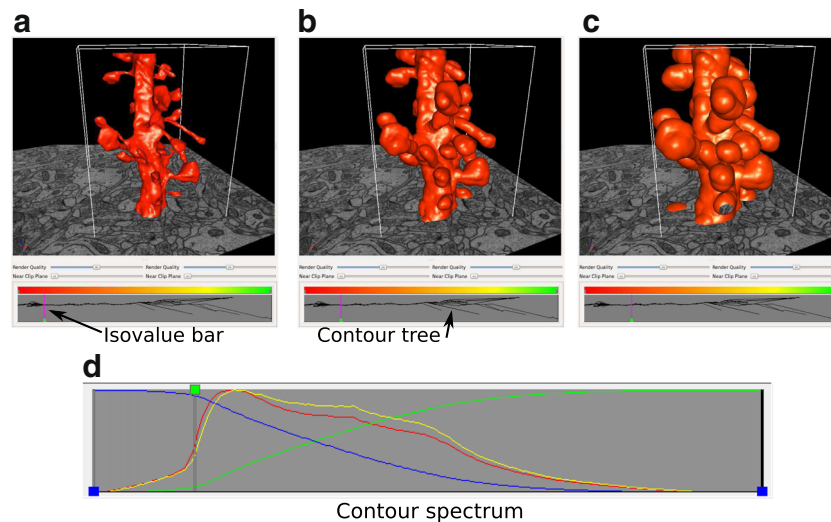 a
b
c
Render Quality Render Quality
Near Clip Plane Near Clip Plane
Render Quality Render Quality
Near Clip Plane Near Clip Plane
Render Quality Render Quality
Near Clip Plane Near Clip Plane
Isovalue bar
Contour tree
d
Contour spectrum